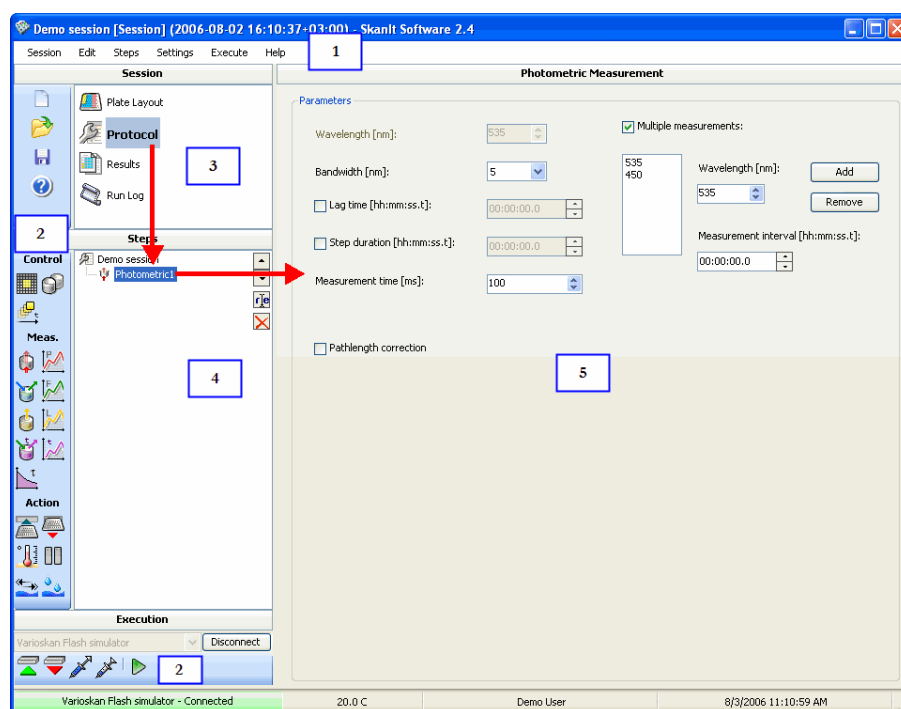 Demo session [Session] (2006-08-02 16:10:37+03:00) - SkanIt Software 2.4
Session Edit Steps Settings Execute Help
1
Session
Photometric Measurement
Plate Layout
Protocol
Results
Run Log
3
2
Steps
Control
Demo session
Photometric1
Meas.
4
Action
Parameters
Wavelength [nm]: 535
Multiple measurements:
Bandwidth [nm]: 5
535
450
Wavelength [nm]:
535
Add
Remove
Lag time [hh:mm:ss.t]: 00:00:00.0
Step duration [hh:mm:ss.t]: 00:00:00.0
Measurement interval [hh:mm:ss.t]:
00:00:00.0
Measurement time [ms]: 100
Pathlength correction
5
Execution
Varioskan Flash simulator
Disconnect
2
Varioskan Flash simulator - Connected 20.0 C Demo User 8/3/2006 11:10:59 AM